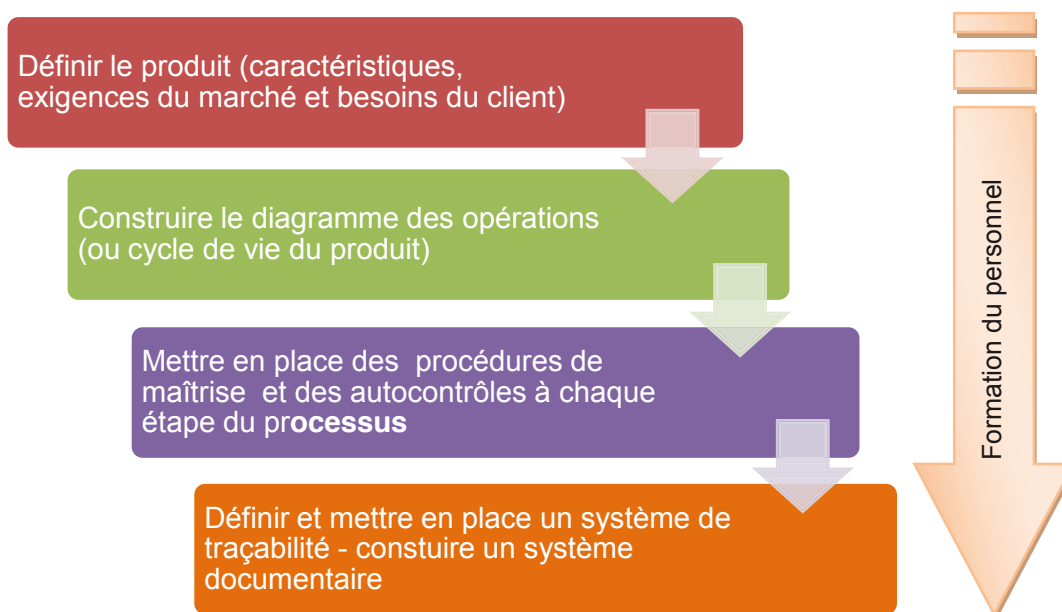 Définir le produit (caractéristiques,
exigences du marché et besoins du client)
Construire le diagramme des opérations
(ou cycle de vie du produit)
Mettre en place des  procédures de
maîtrise  et des autocontrôles à chaque
étape du processus
Définir et mettre en place un système de
traçabilité - constuire un système
documentaire
Formation du personnel